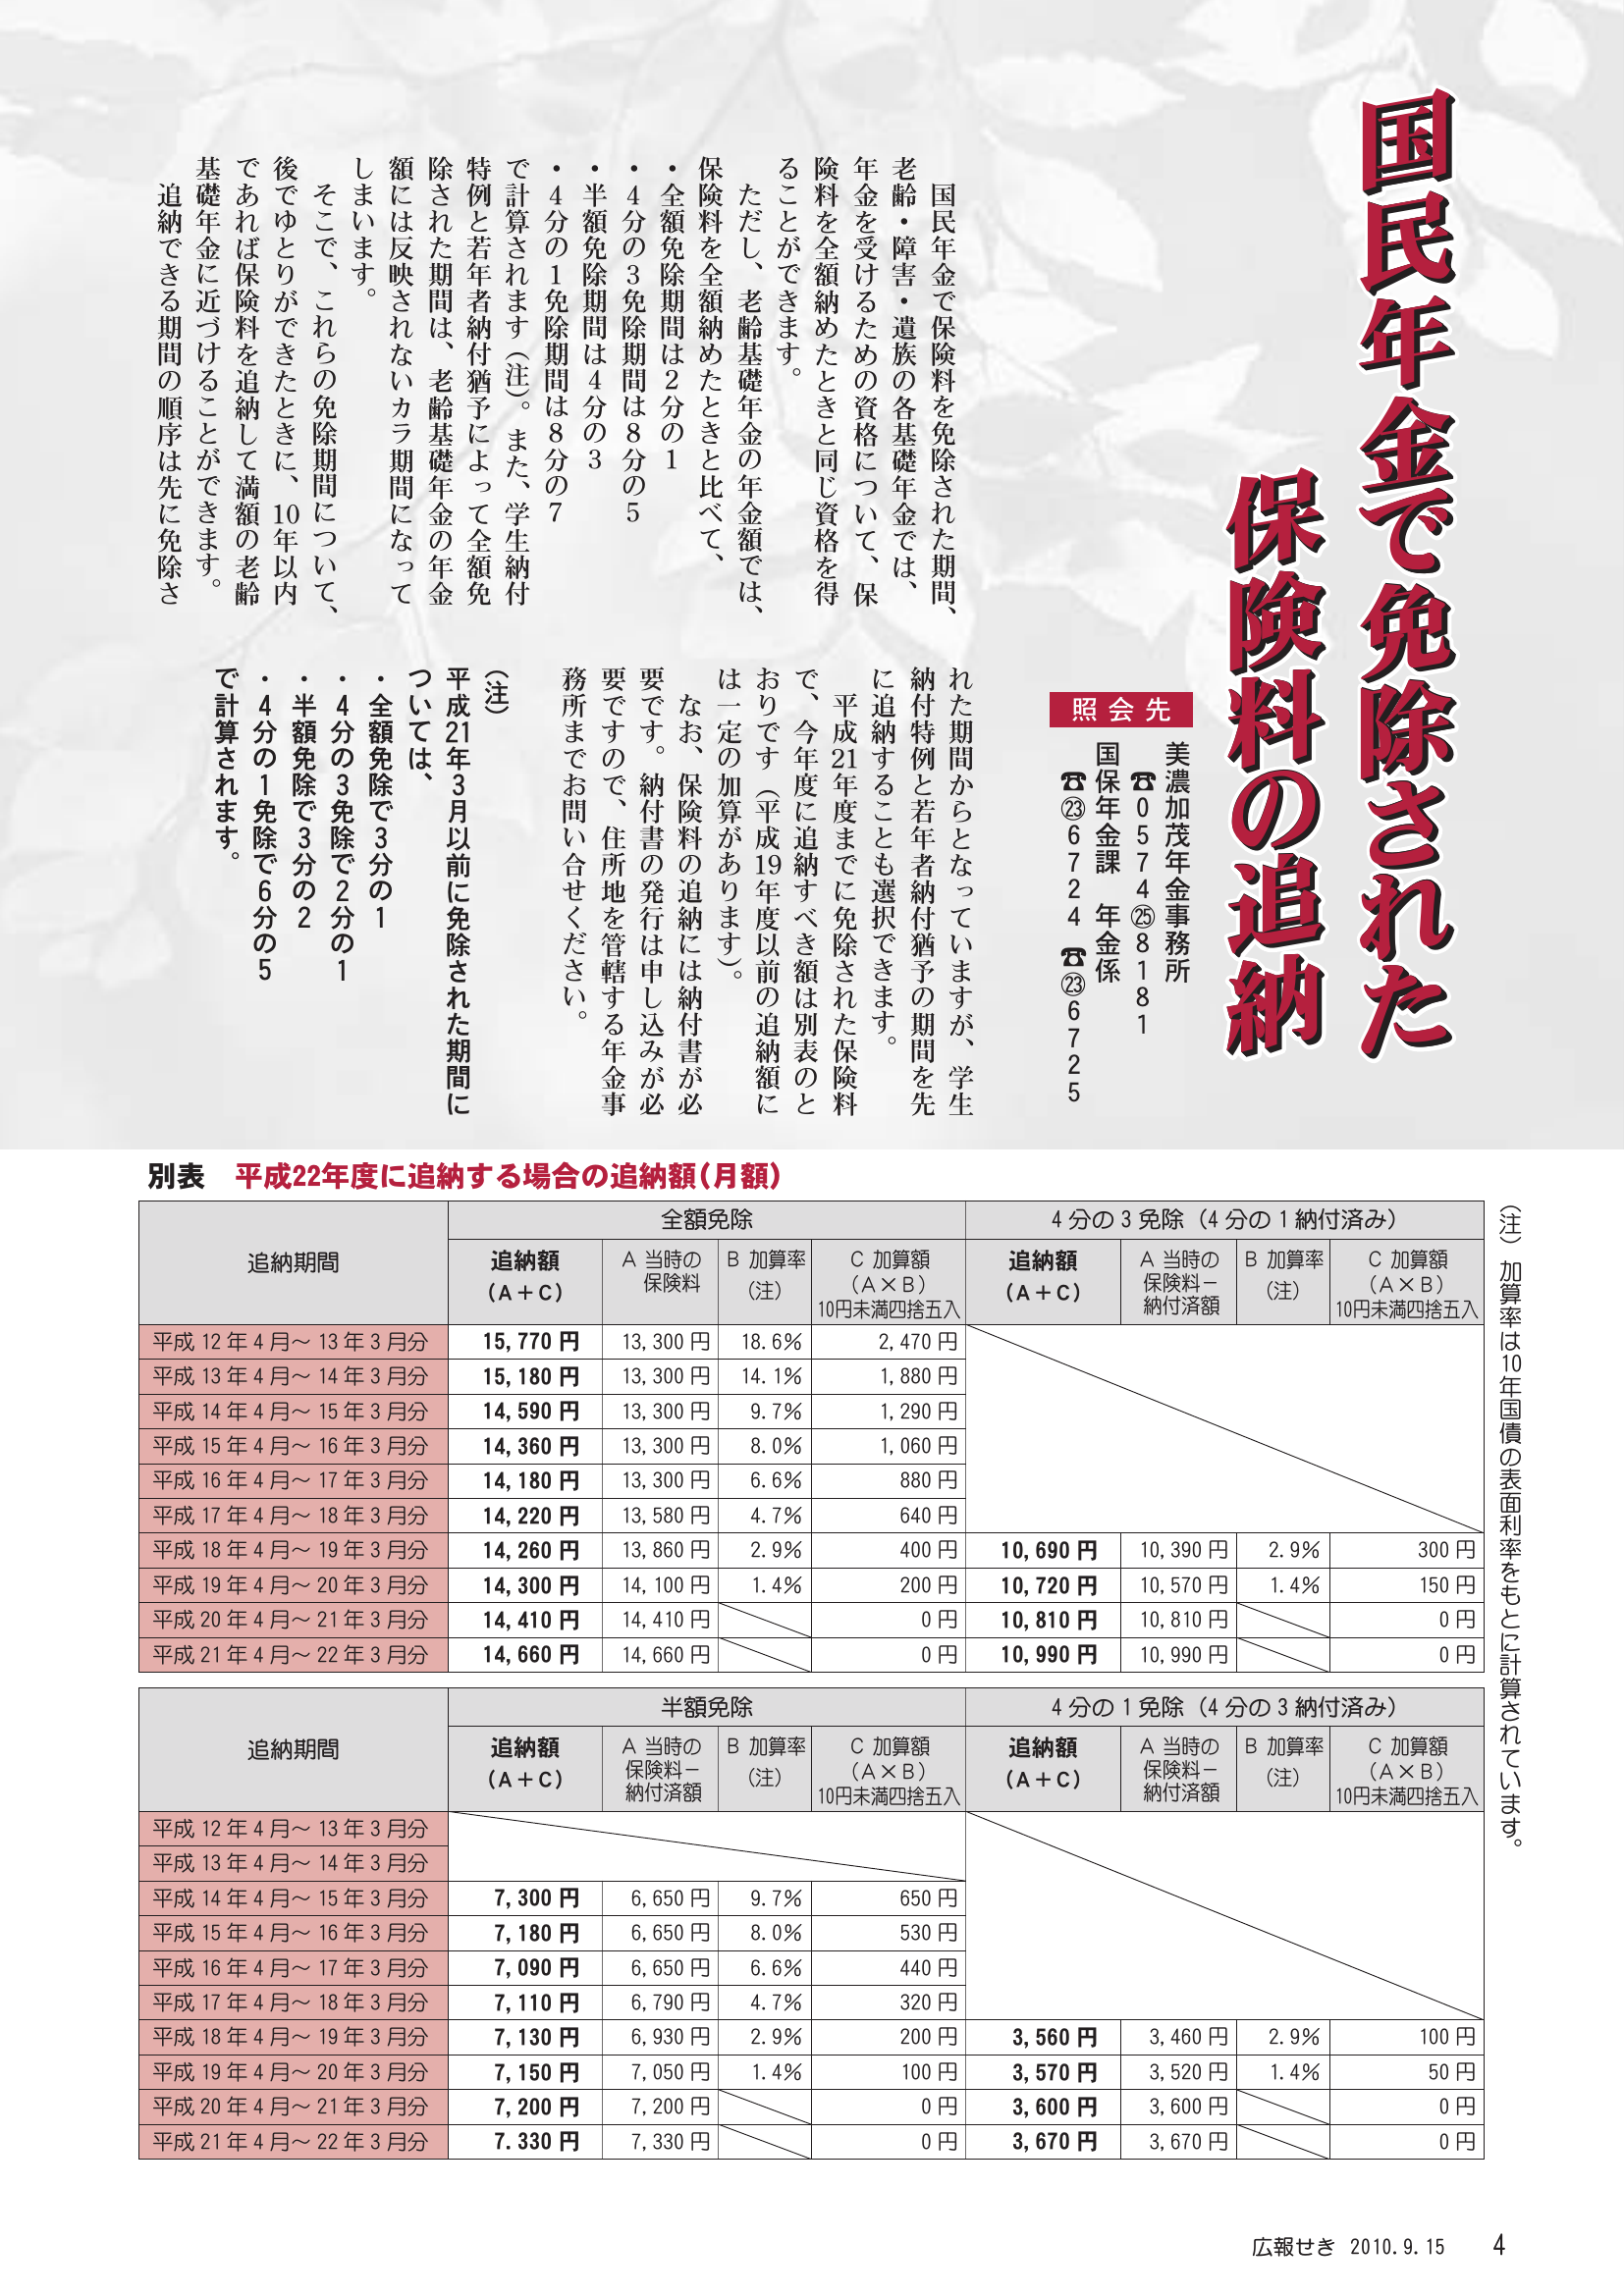 国民年金で免除された
保険料の追納
照会先
美濃加茂年金事務所
☎0574㉕8181
国保年金課 年金係
☎㉓6724 ☎㉓6725
国民年金で保険料を免除された期間、
老齢・障害・遺族の各基礎年金では、
年金を受けるための資格について、保
険料を全額納めたときと同じ資格を得
ることができます。
ただし、老齢基礎年金の年金額では、
保険料を全額納めたときと比べて、
・全額免除期間は2分の1
・4分の3免除期間は8分の5
・半額免除期間は4分の3
・4分の1免除期間は8分の7
で計算されます（注）。また、学生納付
特例と若年者納付猶予によって全額免
除された期間は、老齢基礎年金の年金
額には反映されないカラ期間になって
しまいます。
そこで、これらの免除期間について、
後でゆとりができたときに、10年以内
であれば保険料を追納して満額の老齢
基礎年金に近づけることができます。
追納できる期間の順序は先に免除さ
れた期間からとなっていますが、学生
納付特例と若年者納付猶予の期間を先
に追納することも選択できます。
平成21年度までに免除された保険料
で、今年度に追納すべき額は別表のと
おりです（平成19年度以前の追納額に
は一定の加算があります）。
なお、保険料の追納には納付書が必
要です。納付書の発行は申し込みが必
要ですので、住所地を管轄する年金事
務所までお問い合せください。
（注）
平成21年3月以前に免除された期間に
ついては、
・全額免除で3分の1
・4分の3免除で2分の1
・半額免除で3分の2
・4分の1免除で6分の5
で計算されます。
別表 平成22年度に追納する場合の追納額（月額）
追納期間 全額免除 4分の3免除（4分の1納付済み）
追納額（A＋C） A 当時の保険料 B 加算率（注） C 加算額（A×B）10円未満四捨五入 追納額（A＋C） A 当時の保険料－納付済額 B 加算率（注） C 加算額（A×B）10円未満四捨五入
平成12年4月～13年3月分 15,770円 13,300円 18.6% 2,470円
平成13年4月～14年3月分 15,180円 13,300円 14.1% 1,880円
平成14年4月～15年3月分 14,590円 13,300円 9.7% 1,290円
平成15年4月～16年3月分 14,360円 13,300円 8.0% 1,060円
平成16年4月～17年3月分 14,180円 13,300円 6.6% 880円
平成17年4月～18年3月分 14,220円 13,580円 4.7% 640円
平成18年4月～19年3月分 14,260円 13,860円 2.9% 400円 10,690円 10,390円 2.9% 300円
平成19年4月～20年3月分 14,300円 14,100円 1.4% 200円 10,720円 10,570円 1.4% 150円
平成20年4月～21年3月分 14,410円 14,410円 0円 10,810円 10,810円 0円
平成21年4月～22年3月分 14,660円 14,660円 0円 10,990円 10,990円 0円
追納期間 半額免除 4分の1免除（4分の3納付済み）
追納額（A＋C） A 当時の保険料－納付済額 B 加算率（注） C 加算額（A×B）10円未満四捨五入 追納額（A＋C） A 当時の保険料－納付済額 B 加算率（注） C 加算額（A×B）10円未満四捨五入
平成12年4月～13年3月分
平成13年4月～14年3月分
平成14年4月～15年3月分 7,300円 6,650円 9.7% 650円
平成15年4月～16年3月分 7,180円 6,650円 8.0% 530円
平成16年4月～17年3月分 7,090円 6,650円 6.6% 440円
平成17年4月～18年3月分 7,110円 6,790円 4.7% 320円
平成18年4月～19年3月分 7,130円 6,930円 2.9% 200円 3,560円 3,460円 2.9% 100円
平成19年4月～20年3月分 7,150円 7,050円 1.4% 100円 3,570円 3,520円 1.4% 50円
平成20年4月～21年3月分 7,200円 7,200円 0円 3,600円 3,600円 0円
平成21年4月～22年3月分 7.330円 7,330円 0円 3,670円 3,670円 0円
（注）加算率は10年国債の表面利率をもとに計算されています。
広報せき 2010.9.15 4